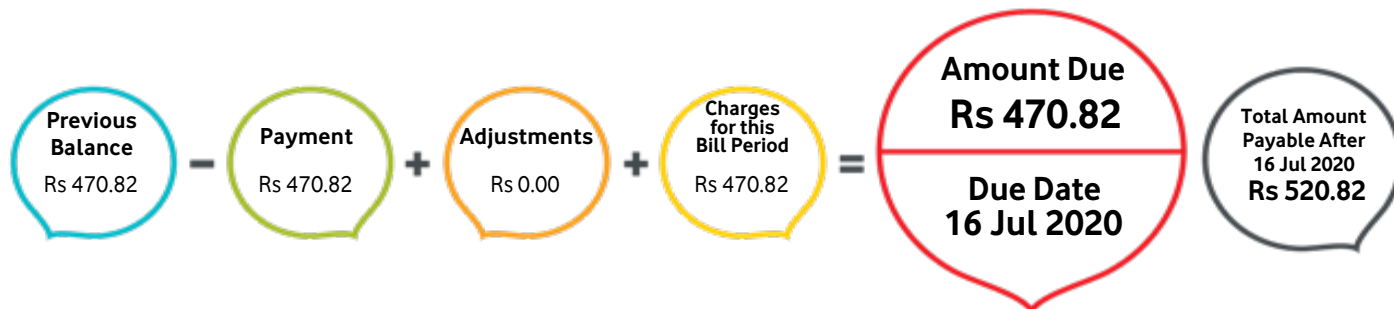 Previous
Balance
Rs 470.82
-
Payment
Rs 470.82
+
Adjustments
Rs 0.00
+
Charges
for this
Bill Period
Rs 470.82
=
Amount Due
Rs 470.82
Due Date
16 Jul 2020
Total Amount
Payable After
16 Jul 2020
Rs 520.82